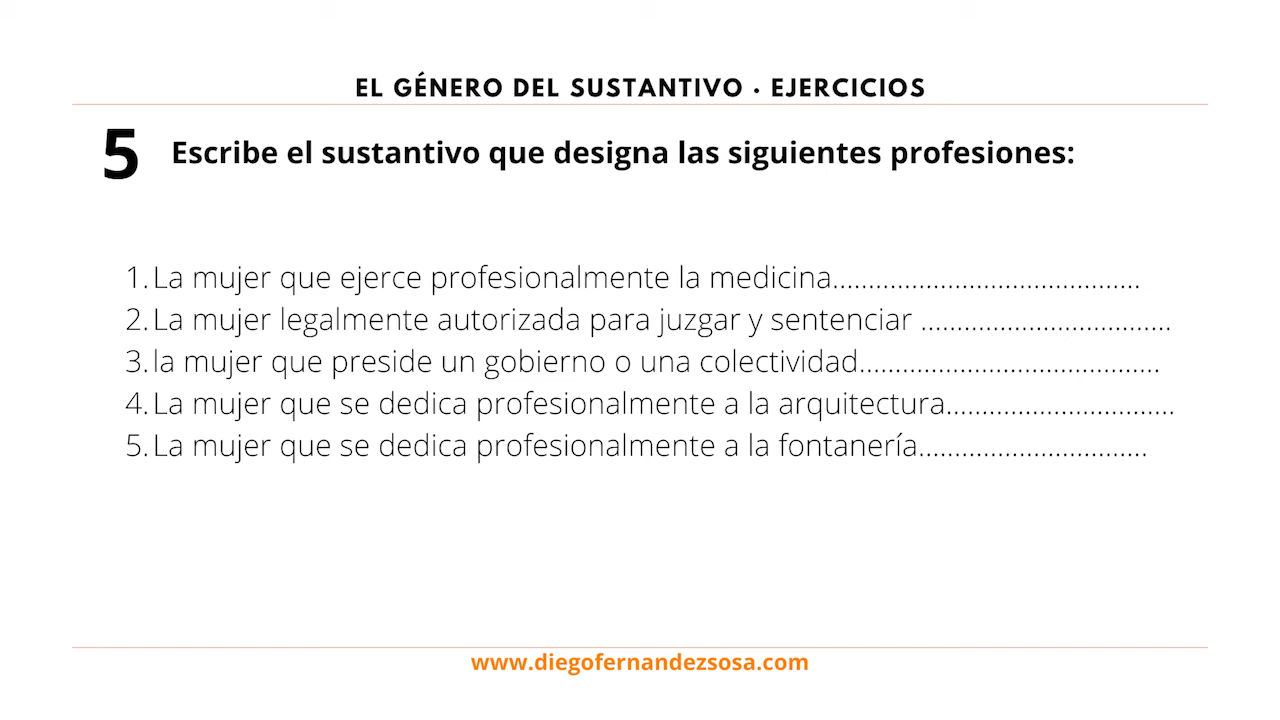 EL GÉNERO DEL SUSTANTIVO · EJERCICIOS
5 Escribe el sustantivo que designa las siguientes profesiones:
1. La mujer que ejerce profesionalmente la medicina...........................................
2. La mujer legalmente autorizada para juzgar y sentenciar ...................................
3. la mujer que preside un gobierno o una colectividad..........................................
4. La mujer que se dedica profesionalmente a la arquitectura................................
5. La mujer que se dedica profesionalmente a la fontanería................................
www.diegofernandezsosa.com